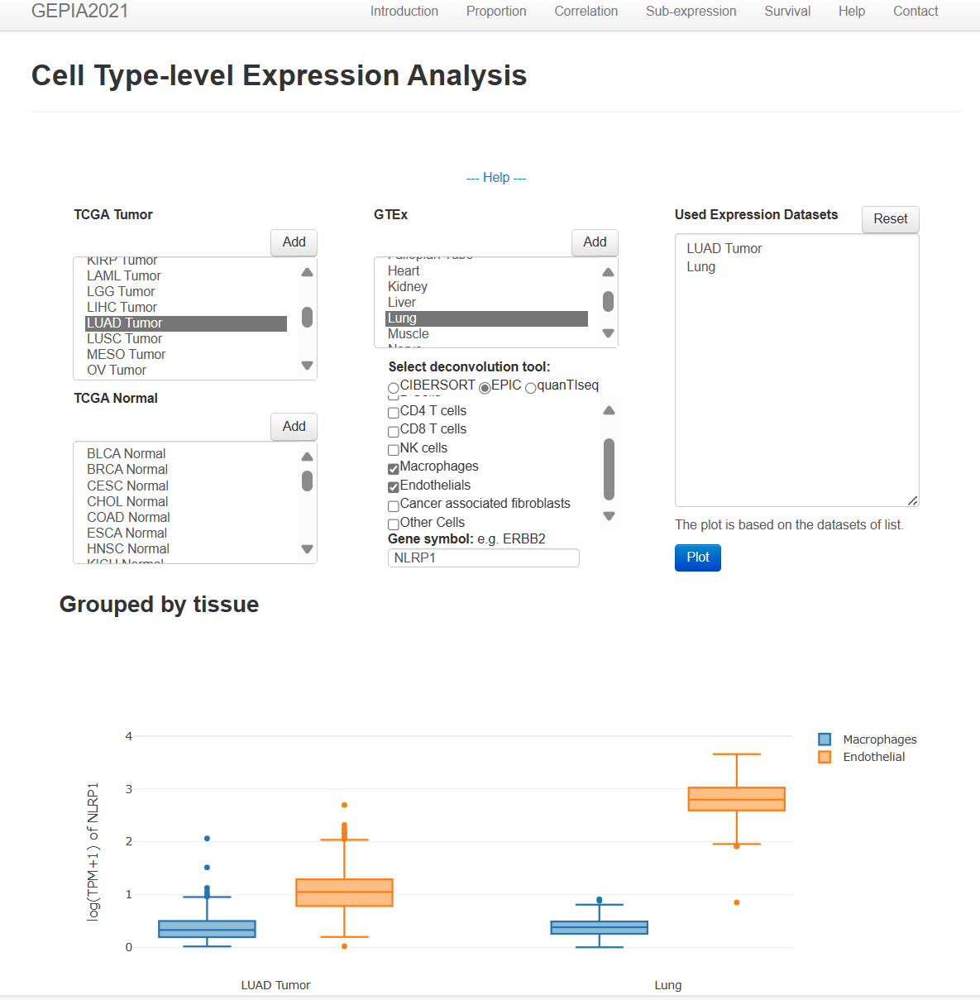 GEPIA2021 Introduction Proportion Correlation Sub-expression Survival Help Contact
Cell Type-level Expression Analysis
--- Help ---
TCGA Tumor
Add
KIRP Tumor
LAML Tumor
LGG Tumor
LIHC Tumor
LUAD Tumor
LUSC Tumor
MESO Tumor
OV Tumor
TCGA Normal
Add
BLCA Normal
BRCA Normal
CESC Normal
CHOL Normal
COAD Normal
ESCA Normal
HNSC Normal
KICH Normal
GTEx
Add
Fallopian Tube
Heart
Kidney
Liver
Lung
Muscle
Nerve
Select deconvolution tool:
CIBERSORT EPIC quanTIseq
B Cells
CD4 T cells
CD8 T cells
NK cells
Macrophages
Endothelials
Cancer associated fibroblasts
Other Cells
Gene symbol: e.g. ERBB2
NLRP1
Used Expression Datasets
Reset
LUAD Tumor
Lung
The plot is based on the datasets of list.
Plot
Grouped by tissue
log(TPM+1) of NLRP1
4
3
2
1
0
LUAD Tumor
Lung
Macrophages
Endothelial